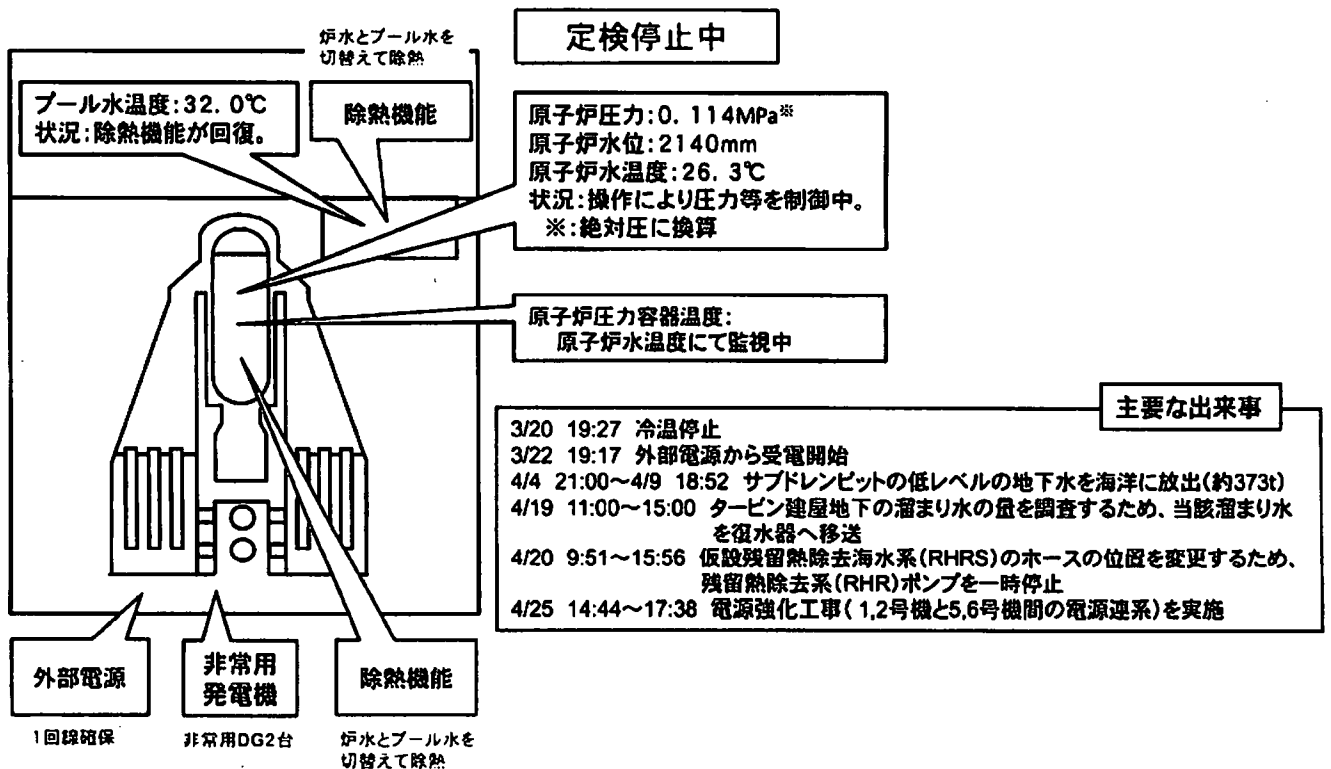 炉水とプール水を
切替えて除熱
定検停止中
プール水温度:32.0℃
状況:除熱機能が回復。
除熱機能
原子炉圧力:0.114MPa※
原子炉水位:2140mm
原子炉水温度:26.3℃
状況:操作により圧力等を制御中。
※:絶対圧に換算
原子炉圧力容器温度:
原子炉水温度にて監視中
主要な出来事
3/20 19:27 冷温停止
3/22 19:17 外部電源から受電開始
4/4 21:00～4/9 18:52 サブドレンピットの低レベルの地下水を海洋に放出(約373t)
4/19 11:00～15:00 タービン建屋地下の溜まり水の量を調査するため、当該溜まり水
を復水器へ移送
4/20 9:51～15:56 仮設残留熱除去海水系(RHRS)のホースの位置を変更するため、
残留熱除去系(RHR)ポンプを一時停止
4/25 14:44～17:38 電源強化工事(1,2号機と5,6号機間の電源連系)を実施
外部電源
非常用
発電機
除熱機能
1回線確保
非常用DG2台
炉水とプール水を
切替えて除熱